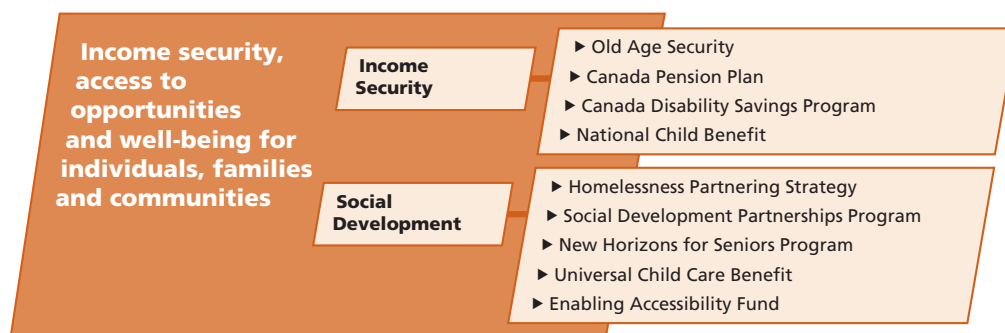 Income security,
access to
opportunities
and well-being for
individuals, families
and communities
Income
Security
▶ Old Age Security
▶ Canada Pension Plan
▶ Canada Disability Savings Program
▶ National Child Benefit
Social
Development
▶ Homelessness Partnering Strategy
▶ Social Development Partnerships Program
▶ New Horizons for Seniors Program
▶ Universal Child Care Benefit
▶ Enabling Accessibility Fund